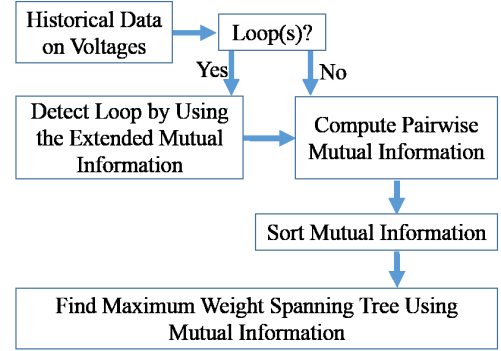 Historical Data
on Voltages
Loop(s)?
Yes
No
Detect Loop by Using
the Extended Mutual
Information
Compute Pairwise
Mutual Information
Sort Mutual Information
Find Maximum Weight Spanning Tree Using
Mutual Information